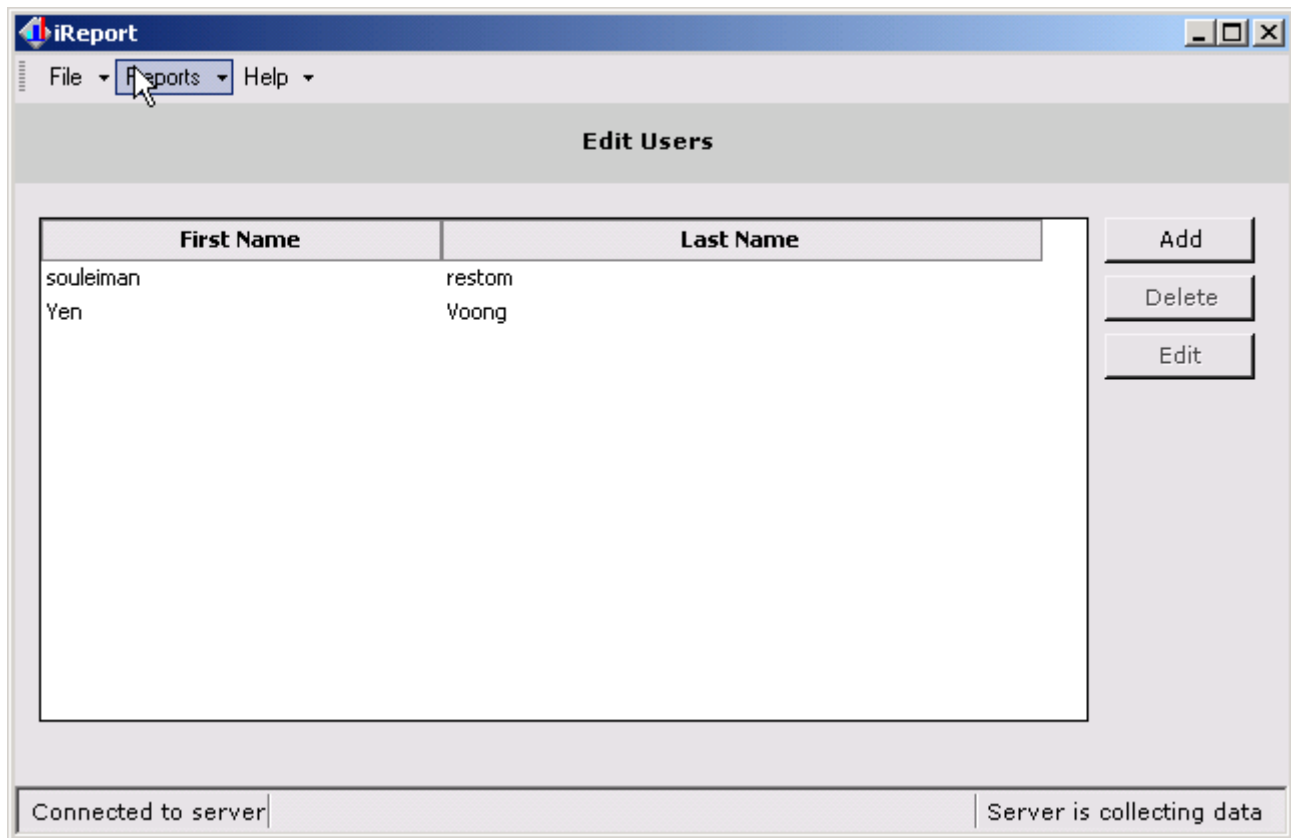 iReport
File Reports Help
Edit Users
First Name Last Name
souleiman restom
Yen Voong
Add
Delete
Edit
Connected to server Server is collecting data